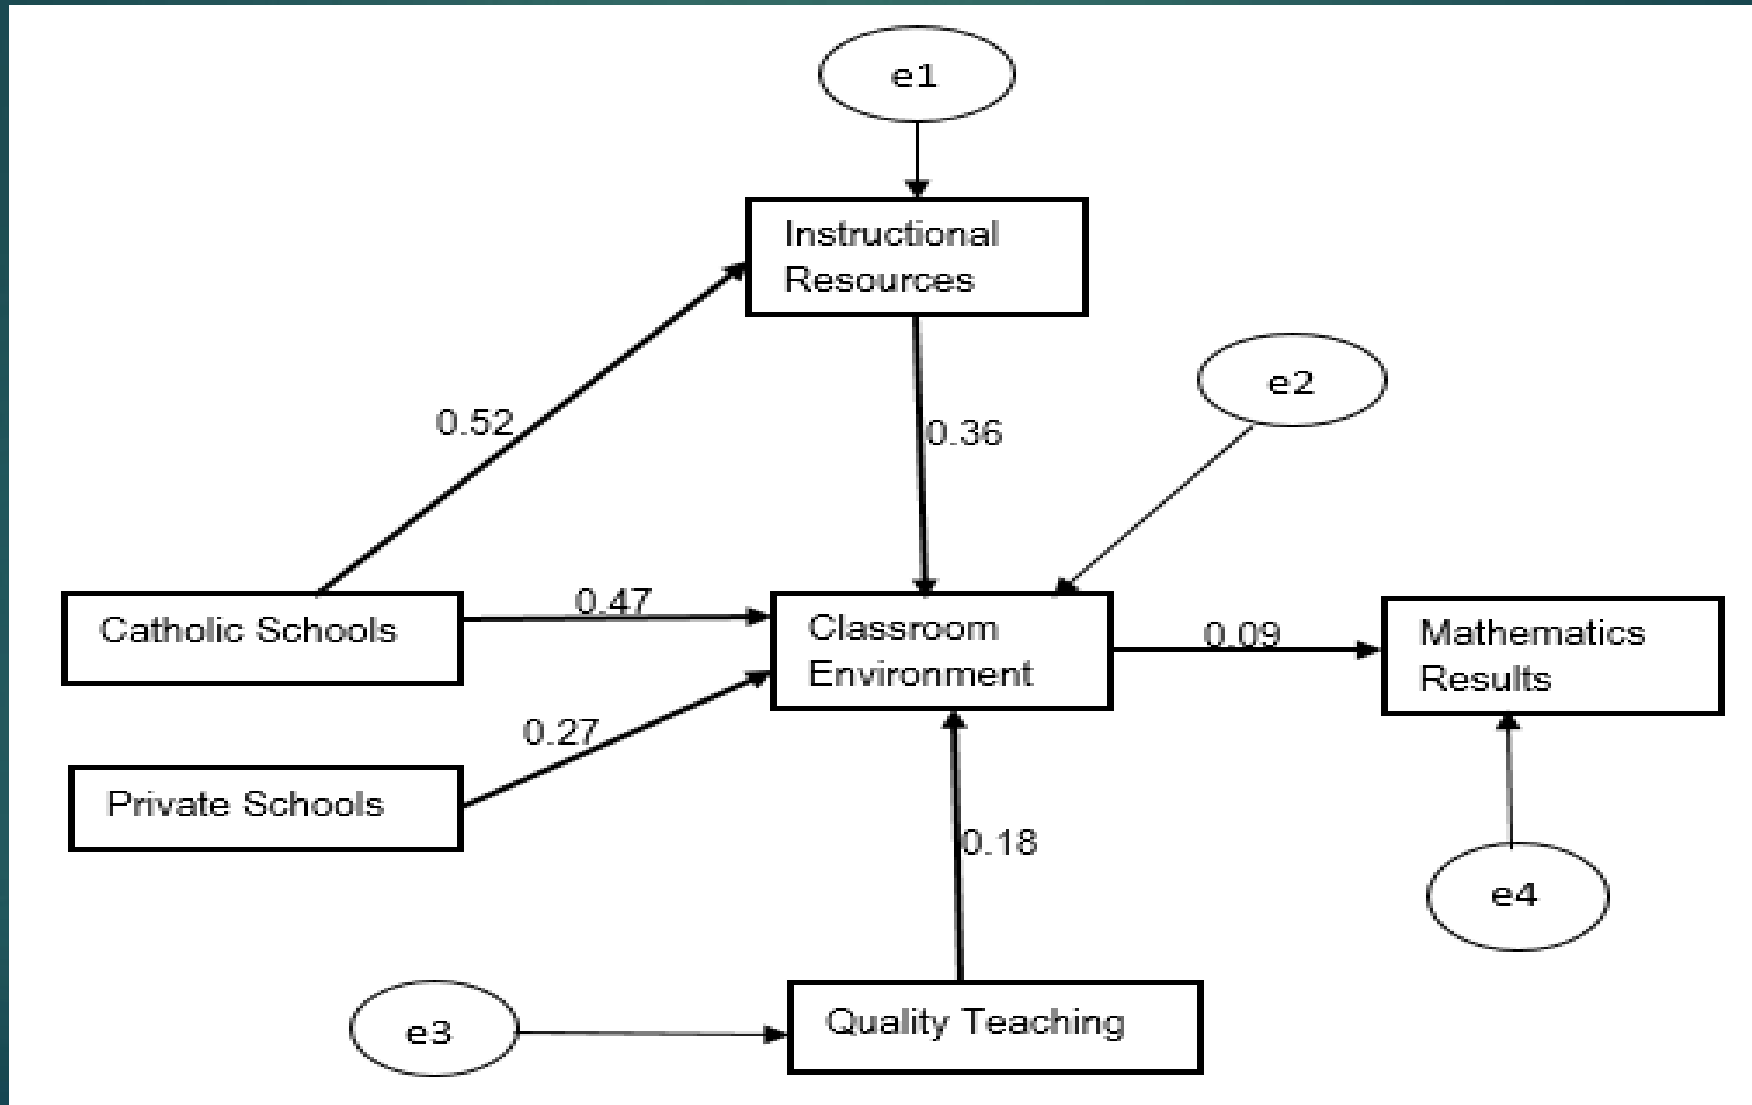 e1
Instructional
Resources
e2
0.52
0.36
Catholic Schools
0.47
Classroom
Environment
0.09
Mathematics
Results
0.27
Private Schools
0.18
e4
e3
Quality Teaching